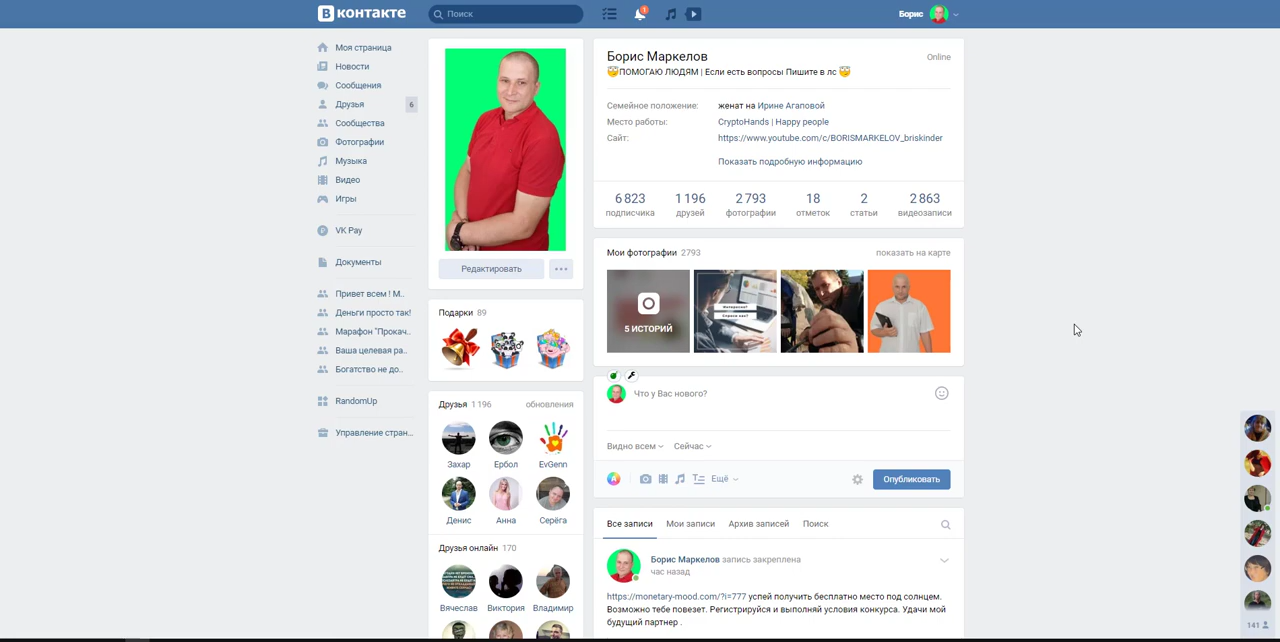 ВКонтакте
Поиск
1
Борис
Моя страница
Новости
Сообщения
Друзья
6
Сообщества
Фотографии
Музыка
Видео
Игры
VK Pay
Документы
Привет всем ! М..
Деньги просто так!
Марафон "Прокач..
Ваша целевая ра..
Богатство не до..
RandomUp
Управление стран...
Редактировать
Подарки 89
Друзья 1 196 обновления
Захар Ербол EvGenn
Денис Анна Серёга
Друзья онлайн 170
Вячеслав Виктория Владимир
Борис Маркелов
Online
ПОМОГАЮ ЛЮДЯМ | Если есть вопросы Пишите в лс
Семейное положение: женат на Ирине Агаповой
Место работы: CryptoHands | Happy people
Сайт: https://www.youtube.com/c/BORISMARKELOV_briskinder
Показать подробную информацию
6 823 1 196 2 793 18 2 2 863
подписчика друзей фотографии отметок статьи видеозаписи
Мои фотографии 2793 показать на карте
5 ИСТОРИЙ
Что у Вас нового?
Видно всем Сейчас
Ещё
Опубликовать
Все записи Мои записи Архив записей Поиск
Борис Маркелов запись закреплена
час назад
https://monetary-mood.com/?i=777 успей получить бесплатно место под солнцем.
Возможно тебе повезет. Регистрируйся и выполняй условия конкурса. Удачи мой
будущий партнер .
141